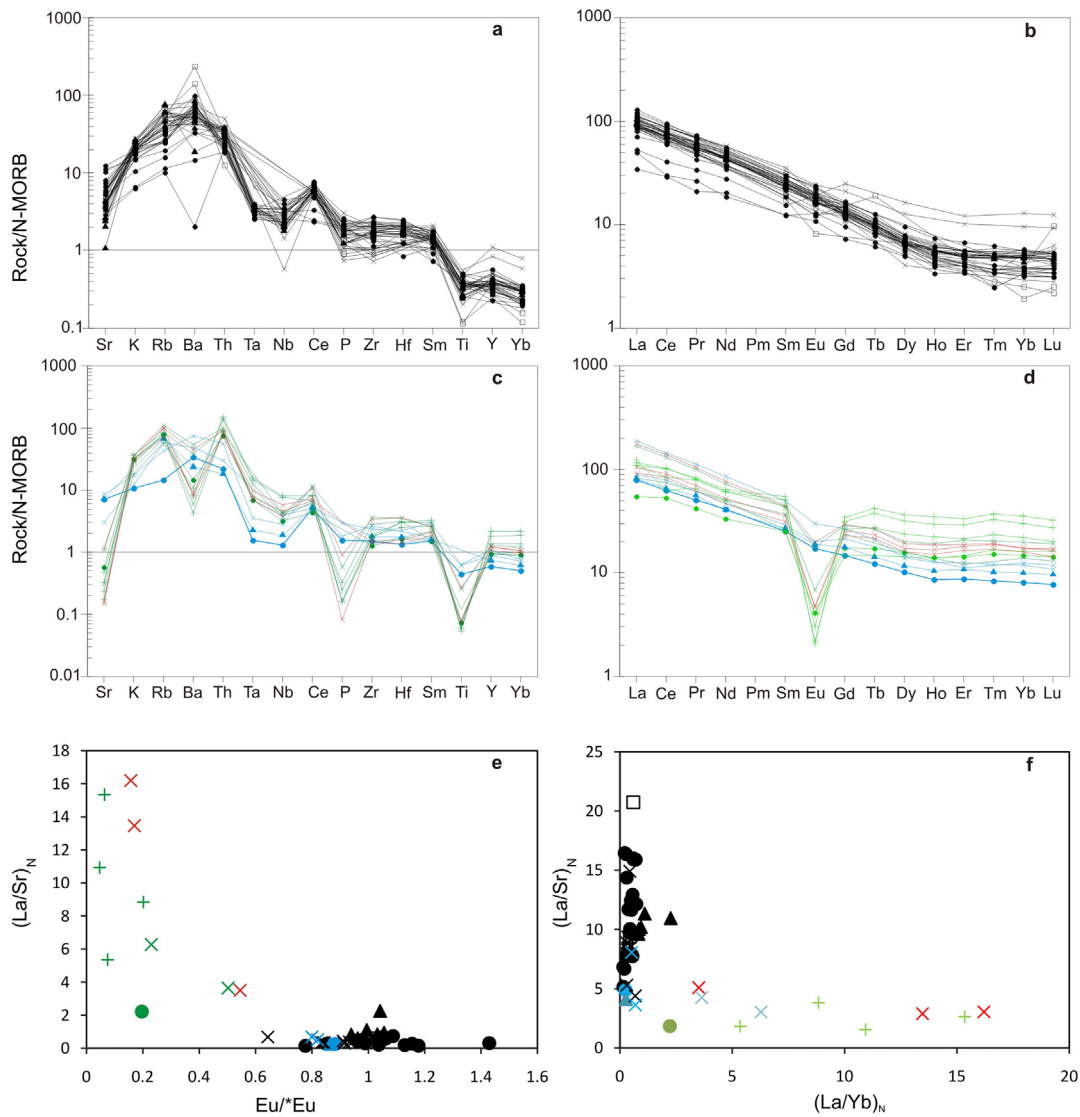 a
1000
100
10
1
0.1
Rock/N-MORB
Sr K Rb Ba Th Ta Nb Ce P Zr Hf Sm Ti Y Yb
b
1000
100
10
1
La Ce Pr Nd Pm Sm Eu Gd Tb Dy Ho Er Tm Yb Lu
c
1000
100
10
1
0.1
0.01
Rock/N-MORB
Sr K Rb Ba Th Ta Nb Ce P Zr Hf Sm Ti Y Yb
d
1000
100
10
1
La Ce Pr Nd Pm Sm Eu Gd Tb Dy Ho Er Tm Yb Lu
e
18
16
14
12
10
8
6
4
2
0
(La/Sr)N
0 0.2 0.4 0.6 0.8 1 1.2 1.4 1.6
Eu/*Eu
f
25
20
15
10
5
0
(La/Sr)N
0 5 10 15 20
(La/Yb)N